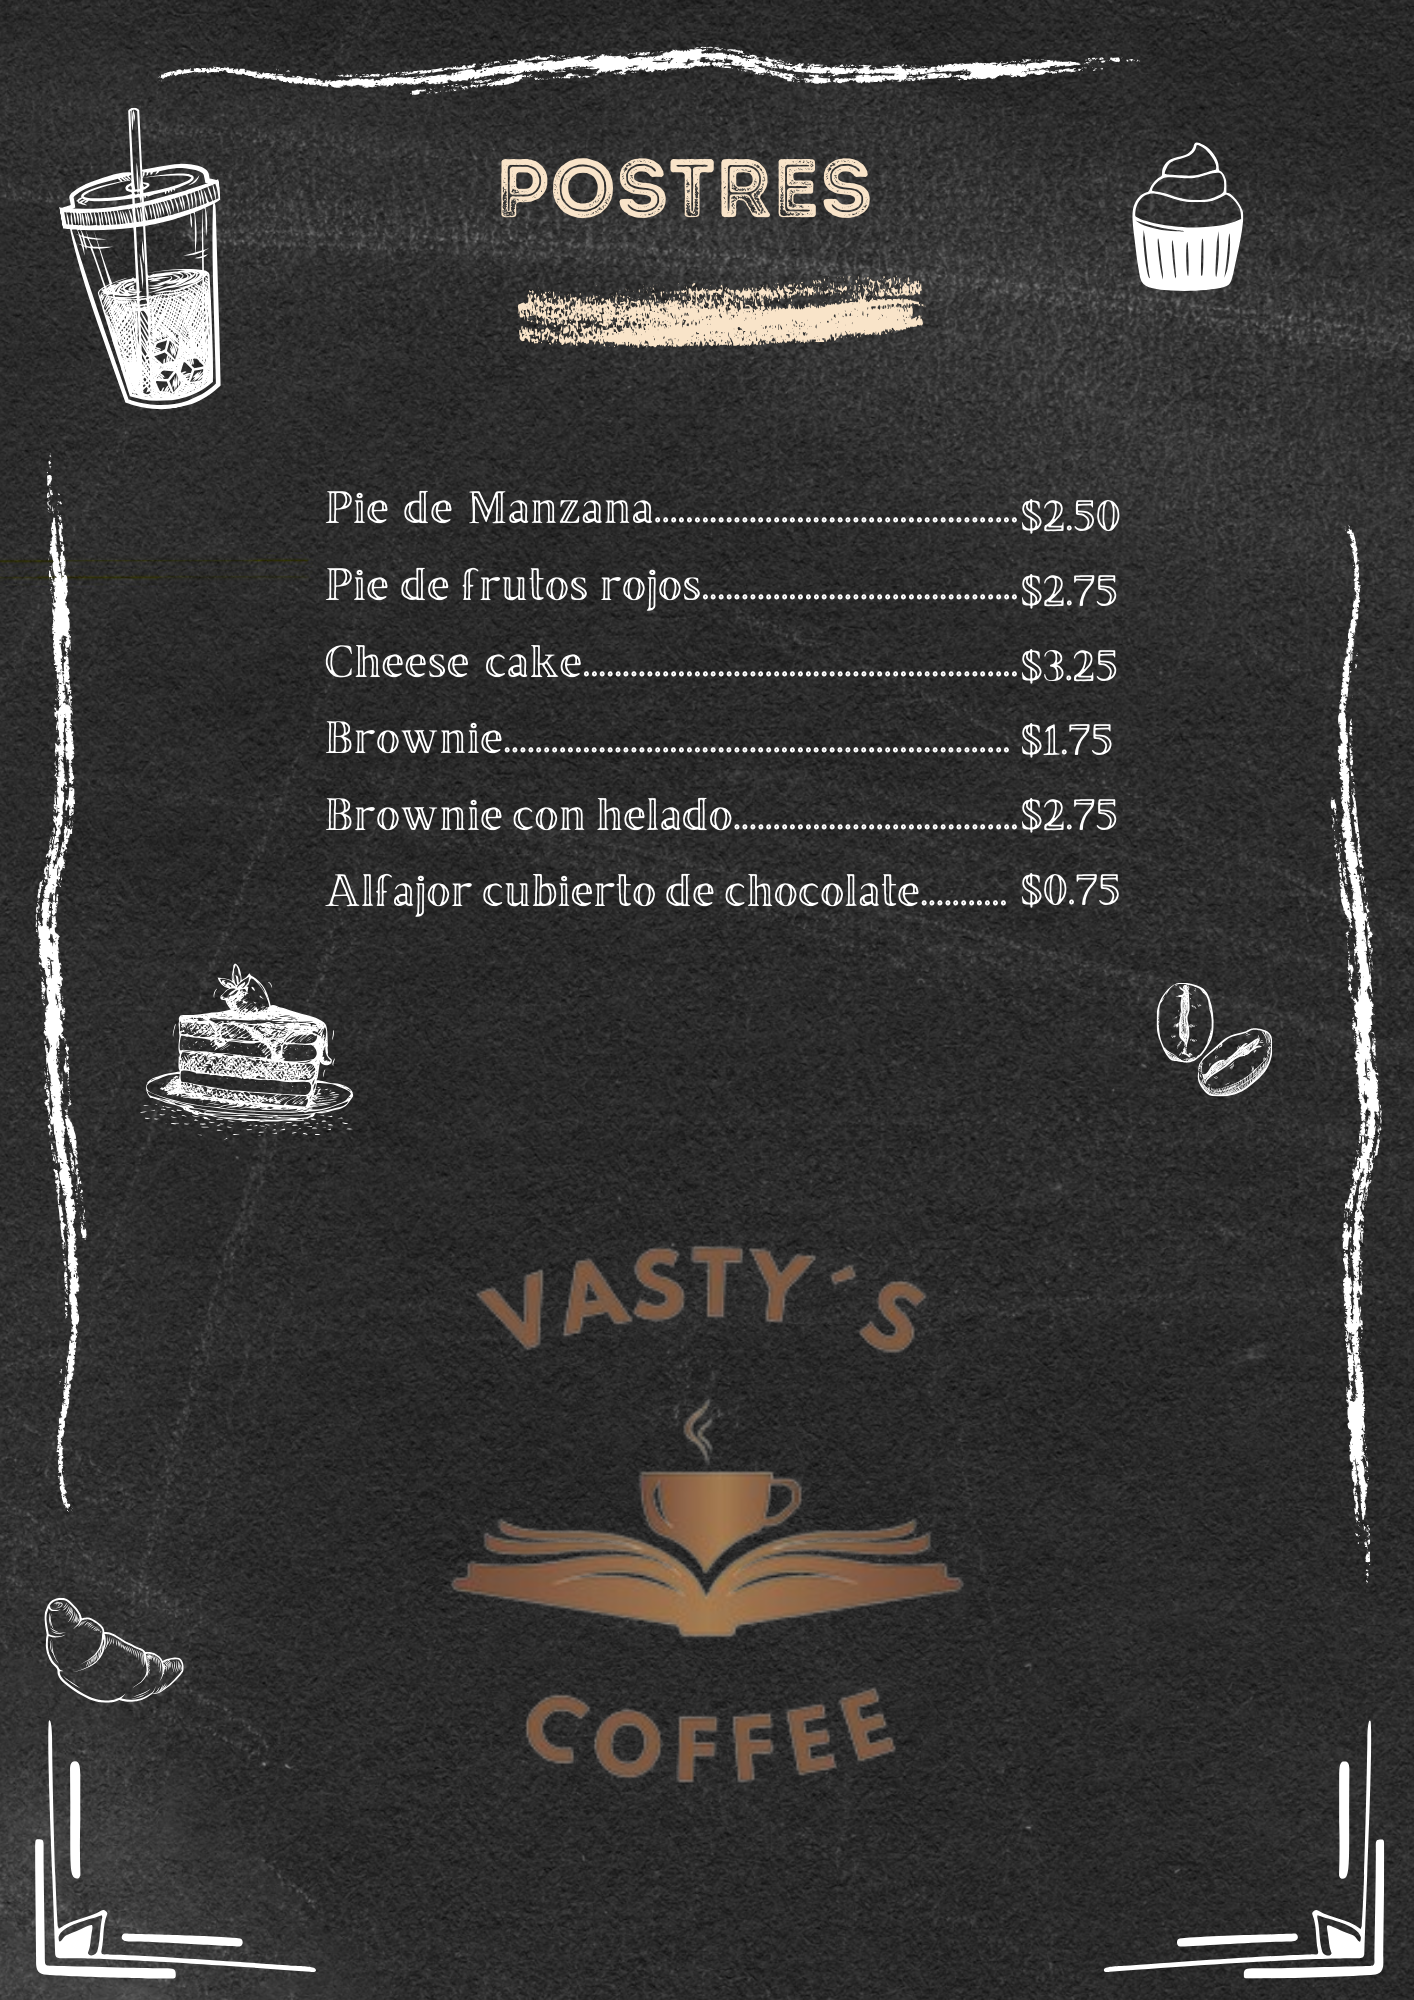 POSTRES
Pie de Manzana..............................................$2.50
Pie de frutos rojos........................................$2.75
Cheese cake.......................................................$3.25
Brownie................................................................ $1.75
Brownie con helado....................................$2.75
Alfajor cubierto de chocolate........... $0.75
VASTY´S
COFFEE